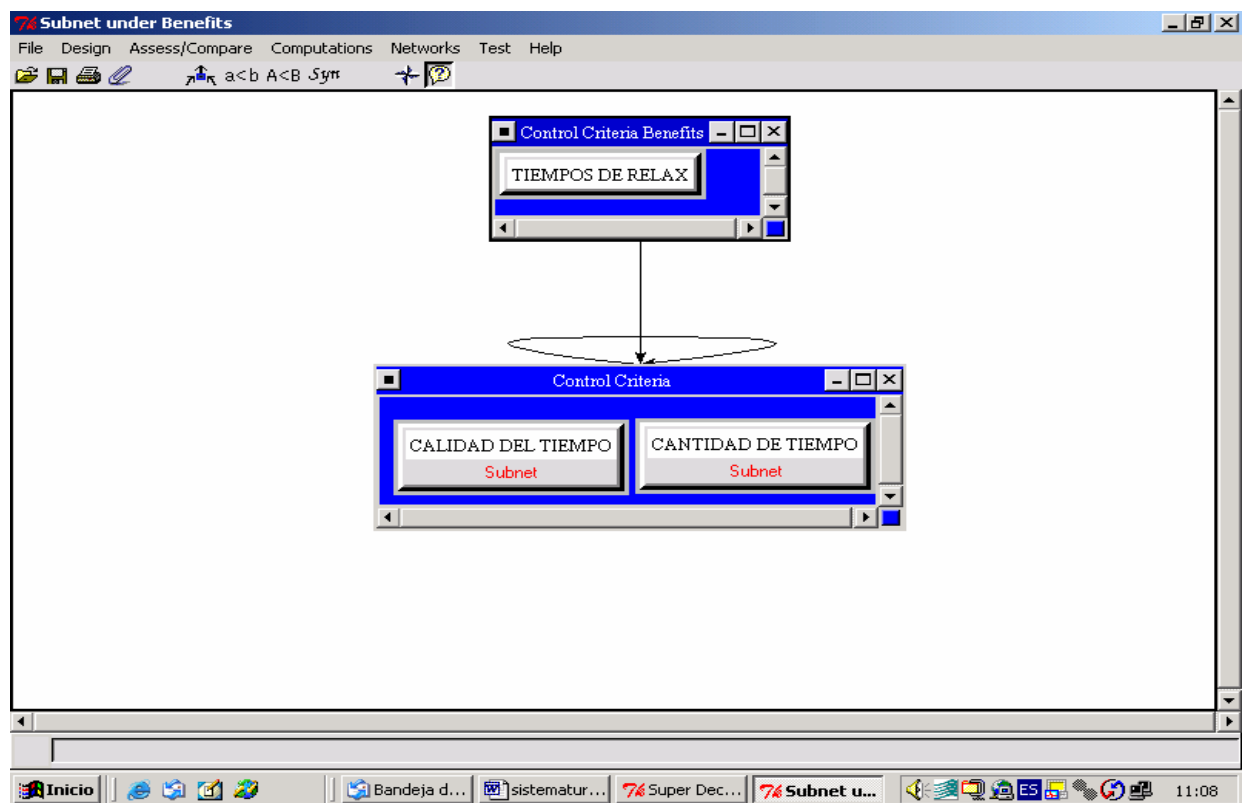 Subnet under Benefits
File Design Assess/Compare Computations Networks Test Help
a<b A<B Syn
Control Criteria Benefits
TIEMPOS DE RELAX
Control Criteria
CALIDAD DEL TIEMPO
Subnet
CANTIDAD DE TIEMPO
Subnet
Inicio
Bandeja d...
sistematur...
Super Dec...
Subnet u...
ES
11:08